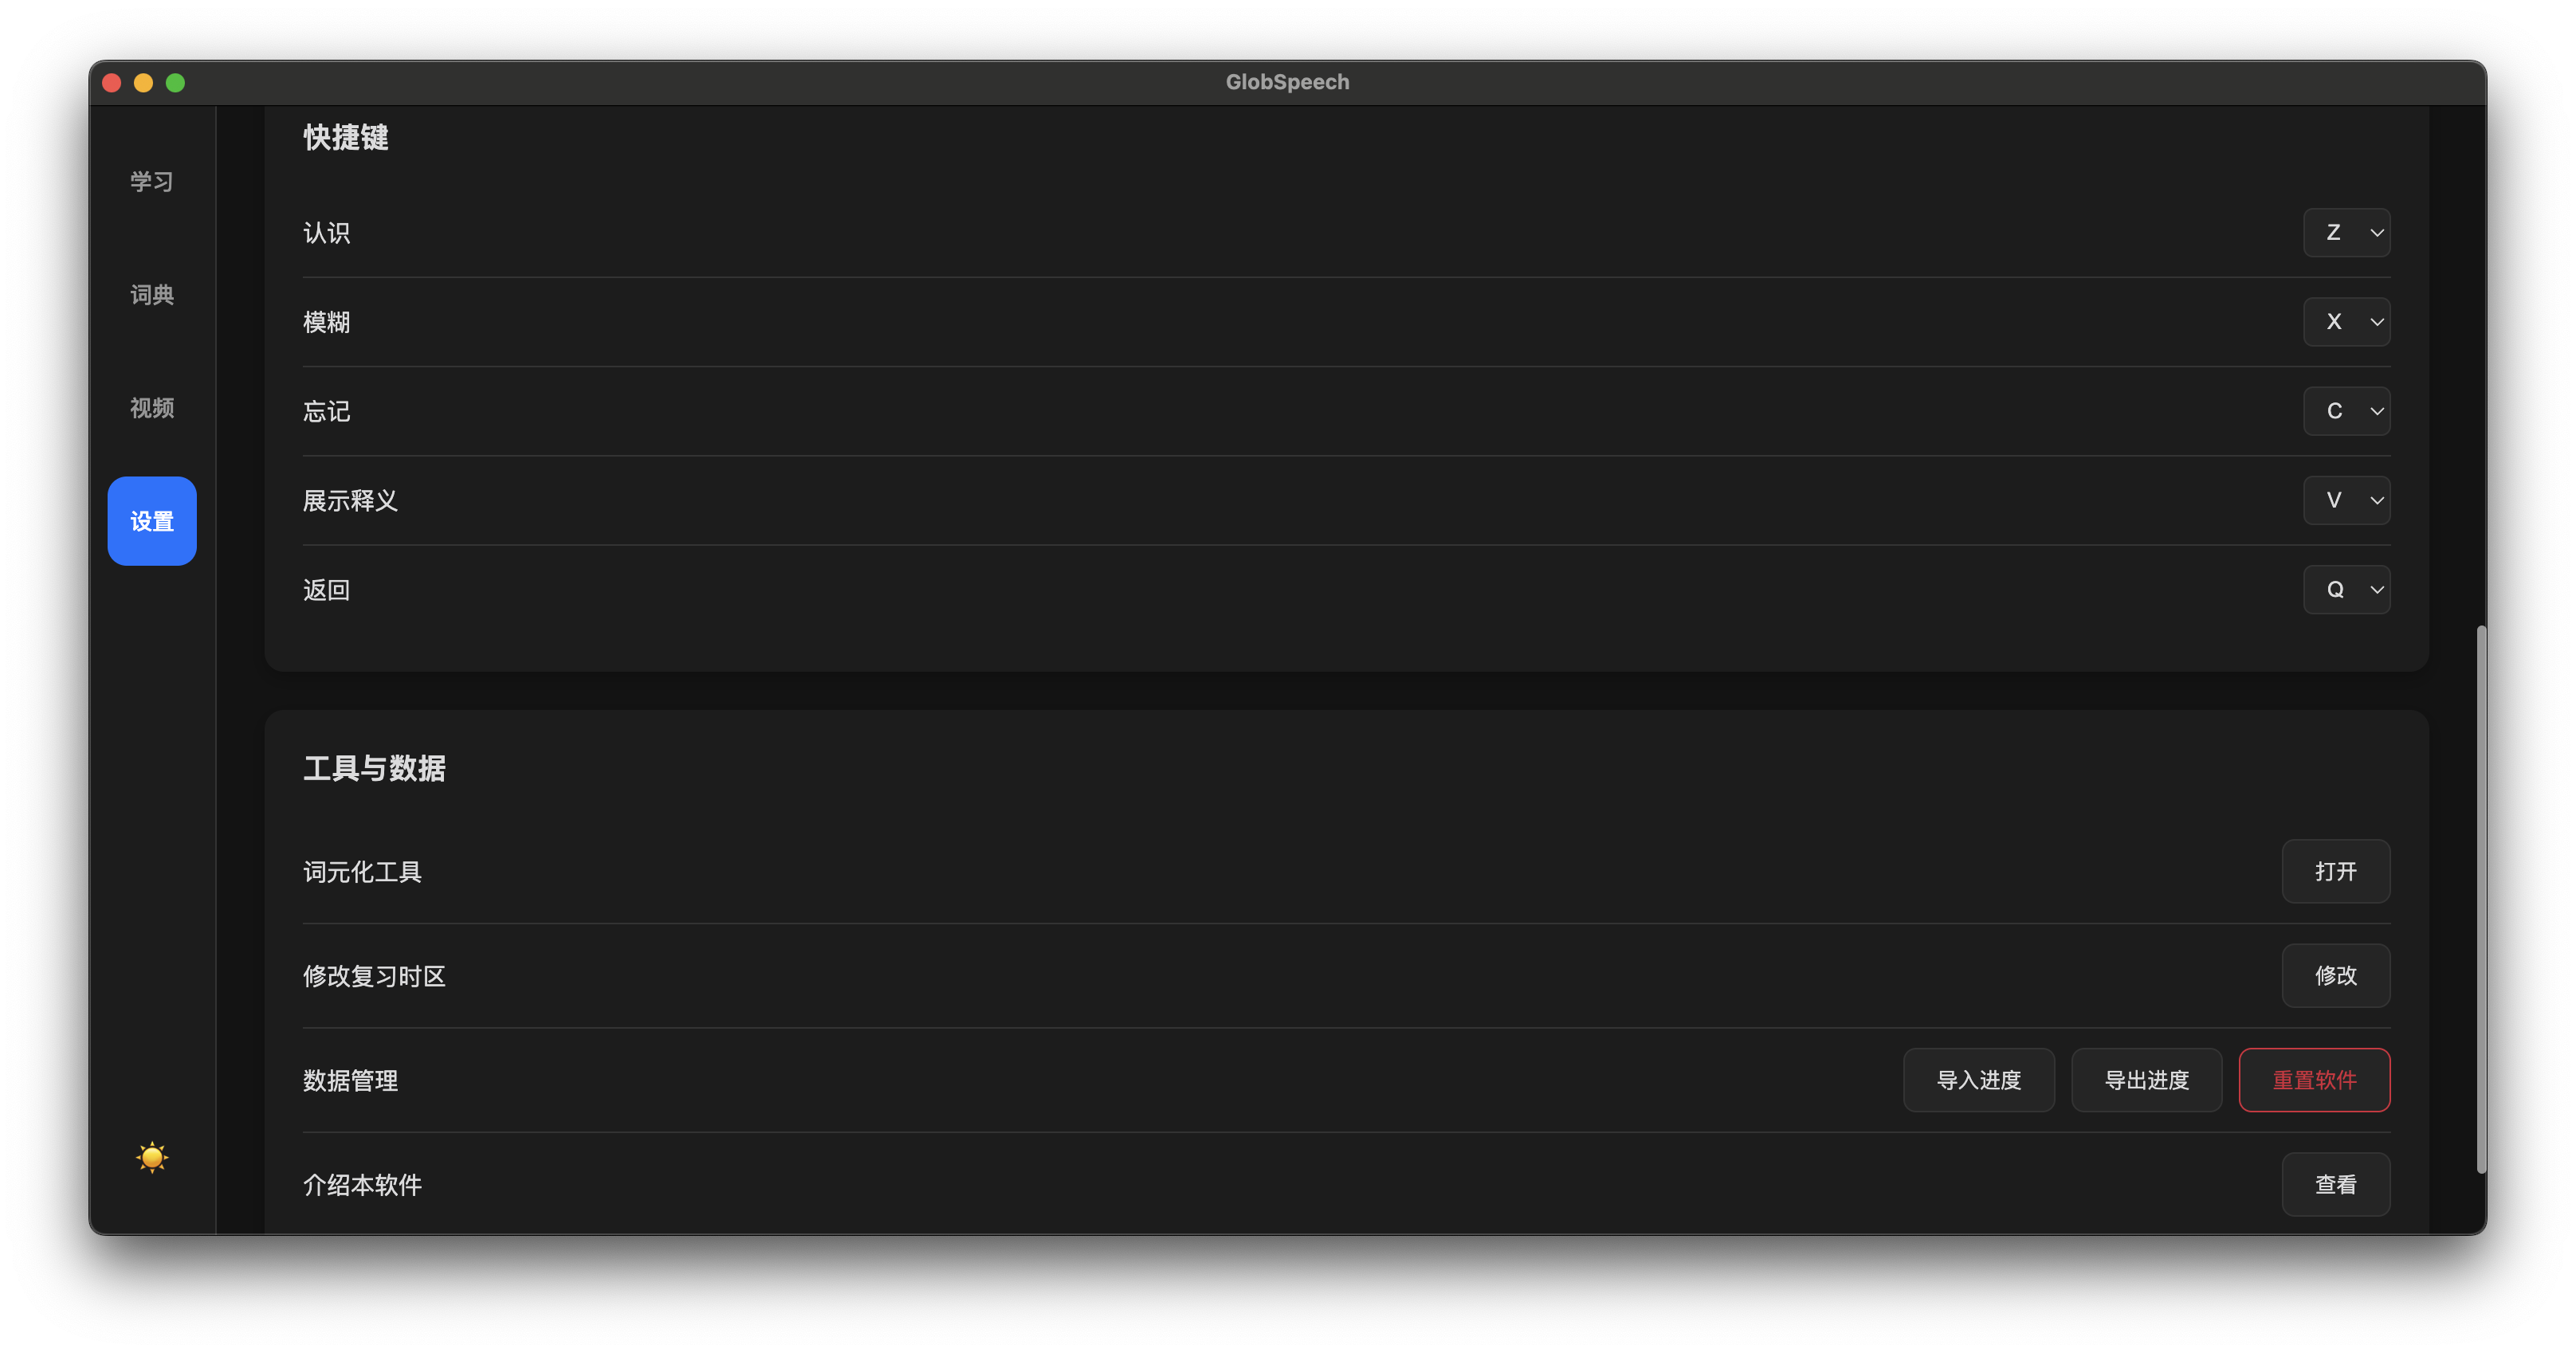 GlobSpeech
学习
词典
视频
设置
快捷键
认识 Z
模糊 X
忘记 C
展示释义 V
返回 Q
工具与数据
词元化工具 打开
修改复习时区 修改
数据管理 导入进度 导出进度 重置软件
介绍本软件 查看